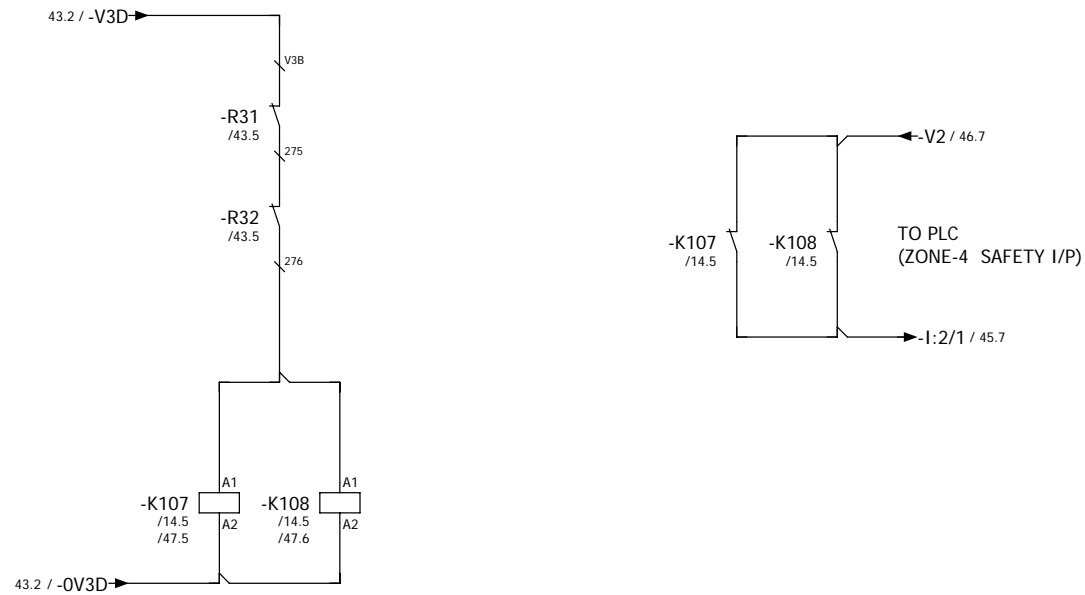 43.2 / -V3D
V3B
-R31
/43.5
275
-R32
/43.5
276
A1
A1
-K107
/14.5
/47.5
A2
-K108
/14.5
/47.6
A2
43.2 / -0V3D
-V2 / 46.7
-K107
/14.5
-K108
/14.5
TO PLC
(ZONE-4 SAFETY I/P)
-I:2/1 / 45.7